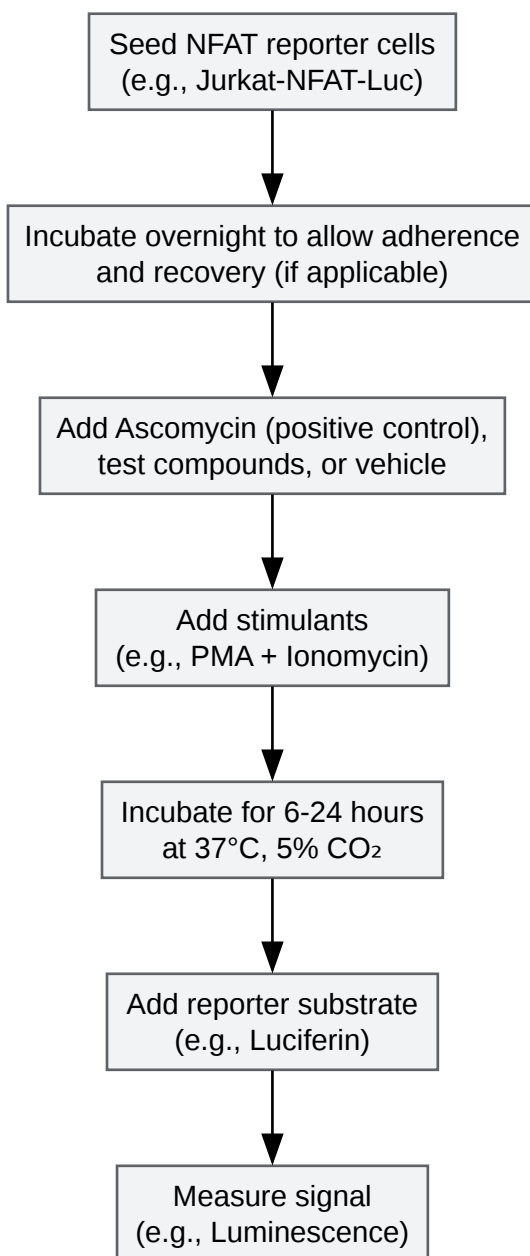 Seed NFAT reporter cells
(e.g., Jurkat-NFAT-Luc)
Incubate overnight to allow adherence
and recovery (if applicable)
Add Ascomycin (positive control),
test compounds, or vehicle
Add stimulants
(e.g., PMA + Ionomycin)
Incubate for 6-24 hours
at 37°C, 5% CO₂
Add reporter substrate
(e.g., Luciferin)
Measure signal
(e.g., Luminescence)